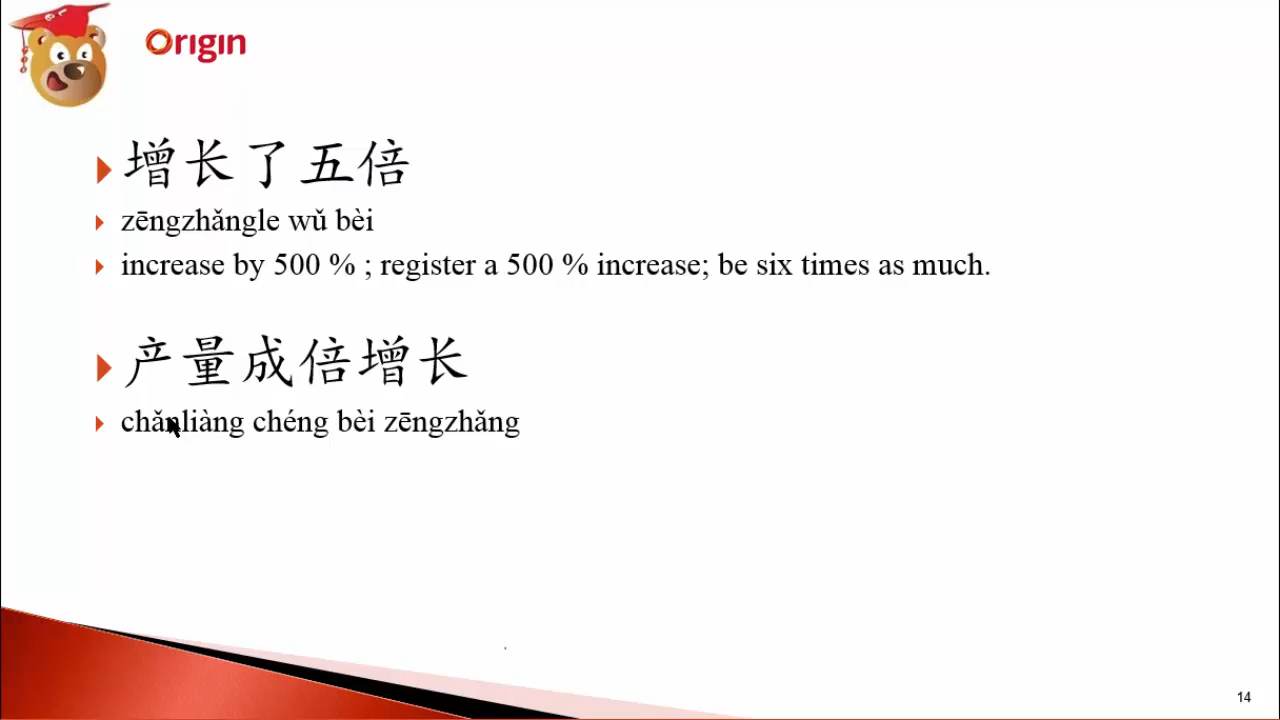 Origin
增长了五倍
zēngzhǎngle wǔ bèi
increase by 500 % ; register a 500 % increase; be six times as much.
产量成倍增长
chǎnliàng chéng bèi zēngzhǎng
14